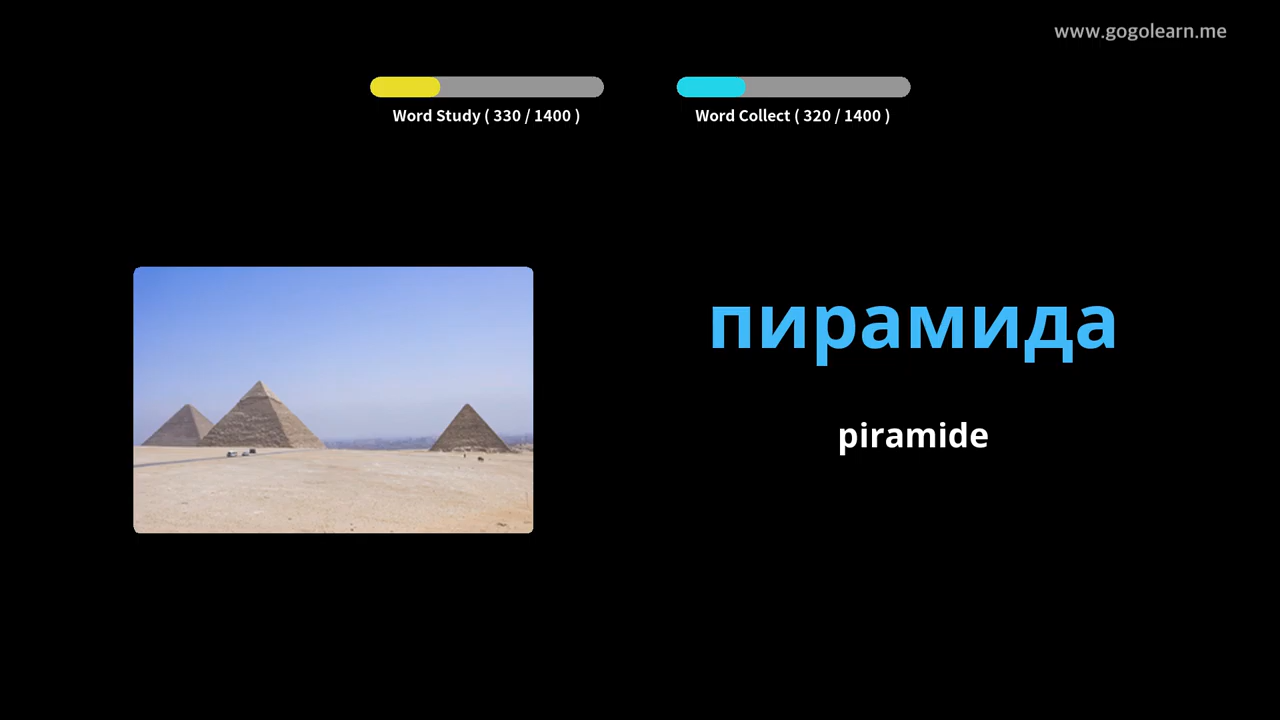 www.gogolearn.me
Word Study ( 330 / 1400 )
Word Collect ( 320 / 1400 )
пирамида
piramide